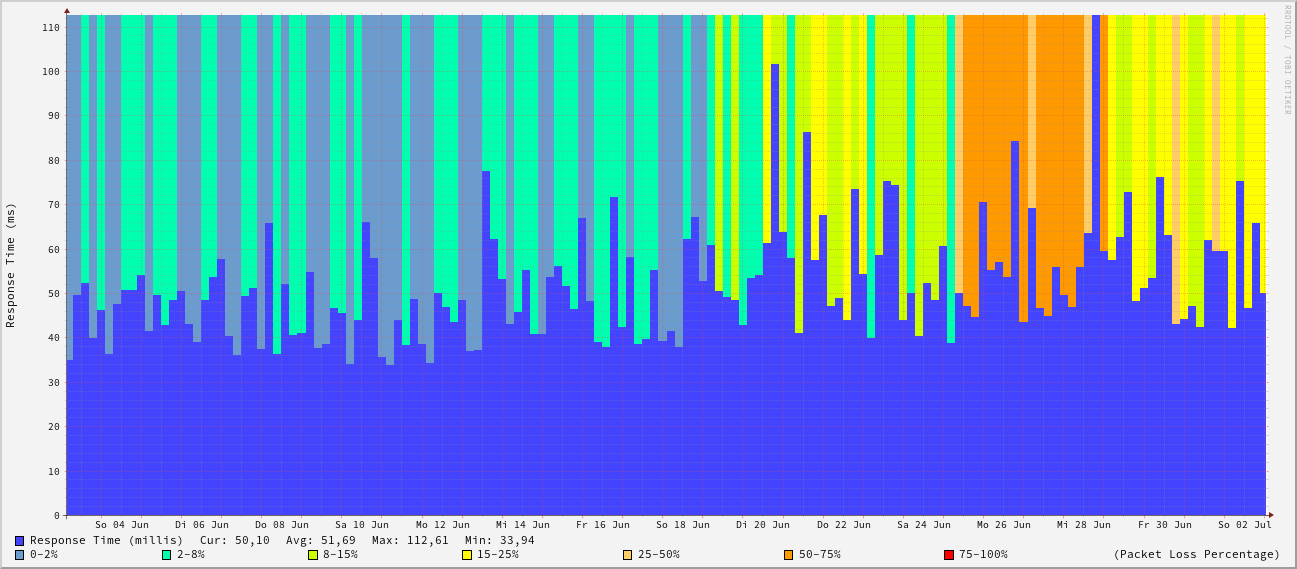 RRDTOOL / TOBI OETIKER
Response Time (ms)
110
100
90
80
70
60
50
40
30
20
10
0
So 04 Jun Di 06 Jun Do 08 Jun Sa 10 Jun Mo 12 Jun Mi 14 Jun Fr 16 Jun So 18 Jun Di 20 Jun Do 22 Jun Sa 24 Jun Mo 26 Jun Mi 28 Jun Fr 30 Jun So 02 Jul
Response Time (millis) Cur: 50,10 Avg: 51,69 Max: 112,61 Min: 33,94
0-2% 2-8% 8-15% 15-25% 25-50% 50-75% 75-100% (Packet Loss Percentage)